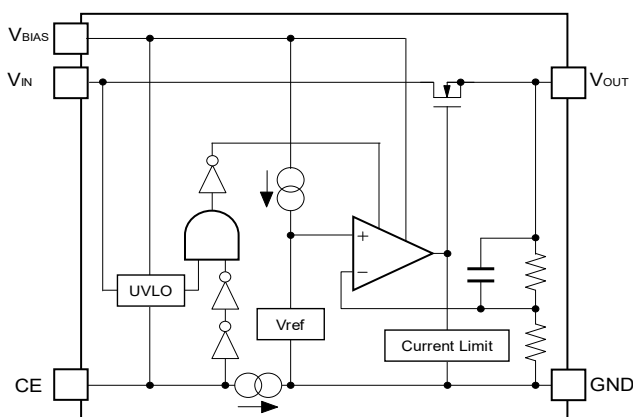 VBIAS
VIN
VOUT
+
−
UVLO
Vref
Current Limit
CE
GND